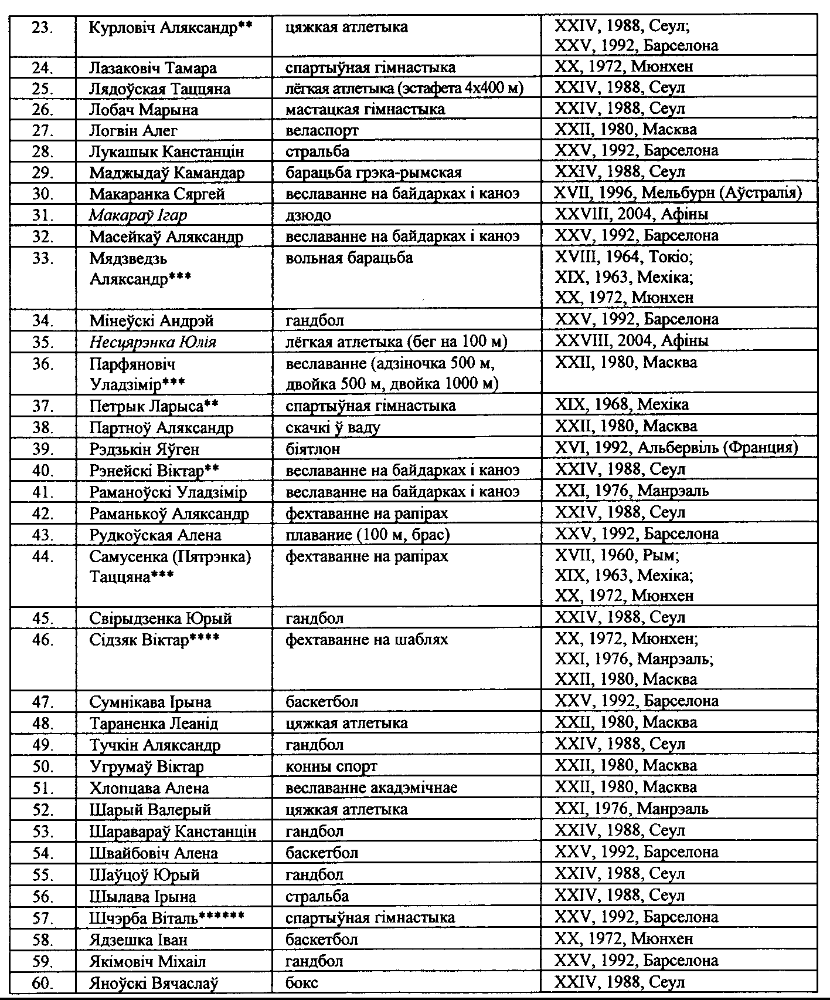 23. Курловіч Аляксандр** цяжкая атлетыка XXIV, 1988, Сеул;
XXV, 1992, Барселона
24. Лазаковіч Тамара спартыўная гімнастыка XX, 1972, Мюнхен
25. Лядоўская Таццяна лёгкая атлетыка (эстафета 4х400 м) XXIV, 1988, Сеул
26. Лобач Марына мастацкая гімнастыка XXIV, 1988, Сеул
27. Логвін Алег веласпорт XXII, 1980, Масква
28. Лукашык Канстанцін стральба XXV, 1992, Барселона
29. Маджыдаў Камандар барацьба грэка-рымская XXIV, 1988, Сеул
30. Макаранка Сяргей веславанне на байдарках і каноэ XVII, 1996, Мельбурн (Аўстралія)
31. Макараў Ігар дзюдо XXVIII, 2004, Афіны
32. Масейкаў Аляксандр веславанне на байдарках і каноэ XXV, 1992, Барселона
33. Мядзведзь вольная барацьба XVIII, 1964, Токіо;
Аляксандр*** XIX, 1963, Мехіка;
XX, 1972, Мюнхен
34. Мінеўскі Андрэй гандбол XXV, 1992, Барселона
35. Несцярэнка Юлія лёгкая атлетыка (бег на 100 м) XXVIII, 2004, Афіны
36. Парфяновіч веславанне (адзіночка 500 м, XXII, 1980, Масква
Уладзімір*** двойка 500 м, двойка 1000 м)
37. Петрык Ларыса** спартыўная гімнастыка XIX, 1968, Мехіка
38. Партноў Аляксандр скачкі ў ваду XXII, 1980, Масква
39. Рэдзькін Яўген біятлон XVI, 1992, Альбервіль (Франция)
40. Рэнейскі Віктар** веславанне на байдарках і каноэ XXIV, 1988, Сеул
41. Раманоўскі Уладзімір веславанне на байдарках і каноэ XXI, 1976, Манрэаль
42. Раманькоў Аляксандр фехтаванне на рапірах XXIV, 1988, Сеул
43. Рудкоўская Алена плавание (100 м, брас) XXV, 1992, Барселона
44. Самусенка (Пятрэнка) фехтаванне на рапірах XVII, 1960, Рым;
Таццяна*** XIX, 1963, Мехіка;
XX, 1972, Мюнхен
45. Свірыдзенка Юрый гандбол XXIV, 1988, Сеул
46. Сідзяк Віктар**** фехтаванне на шаблях XX, 1972, Мюнхен;
XXI, 1976, Манрэаль;
XXII, 1980, Масква
47. Сумнікава Ірына баскетбол XXV, 1992, Барселона
48. Тараненка Леанід цяжкая атлетыка XXII, 1980, Масква
49. Тучкін Аляксандр гандбол XXIV, 1988, Сеул
50. Угрумаў Віктар конны спорт XXII, 1980, Масква
51. Хлопцава Алена веславанне акадэмічнае XXII, 1980, Масква
52. Шарый Валерый цяжкая атлетыка XXI, 1976, Манрэаль
53. Шаравараў Канстанцін гандбол XXIV, 1988, Сеул
54. Швайбовіч Алена баскетбол XXV, 1992, Барселона
55. Шаўцоў Юрый гандбол XXIV, 1988, Сеул
56. Шылава Ірына стральба XXIV, 1988, Сеул
57. Шчэрба Віталь****** спартыўная гімнастыка XXV, 1992, Барселона
58. Ядзешка Іван баскетбол XX, 1972, Мюнхен
59. Якімовіч Міхаіл гандбол XXV, 1992, Барселона
60. Яноўскі Вячаслаў бокс XXIV, 1988, Сеул